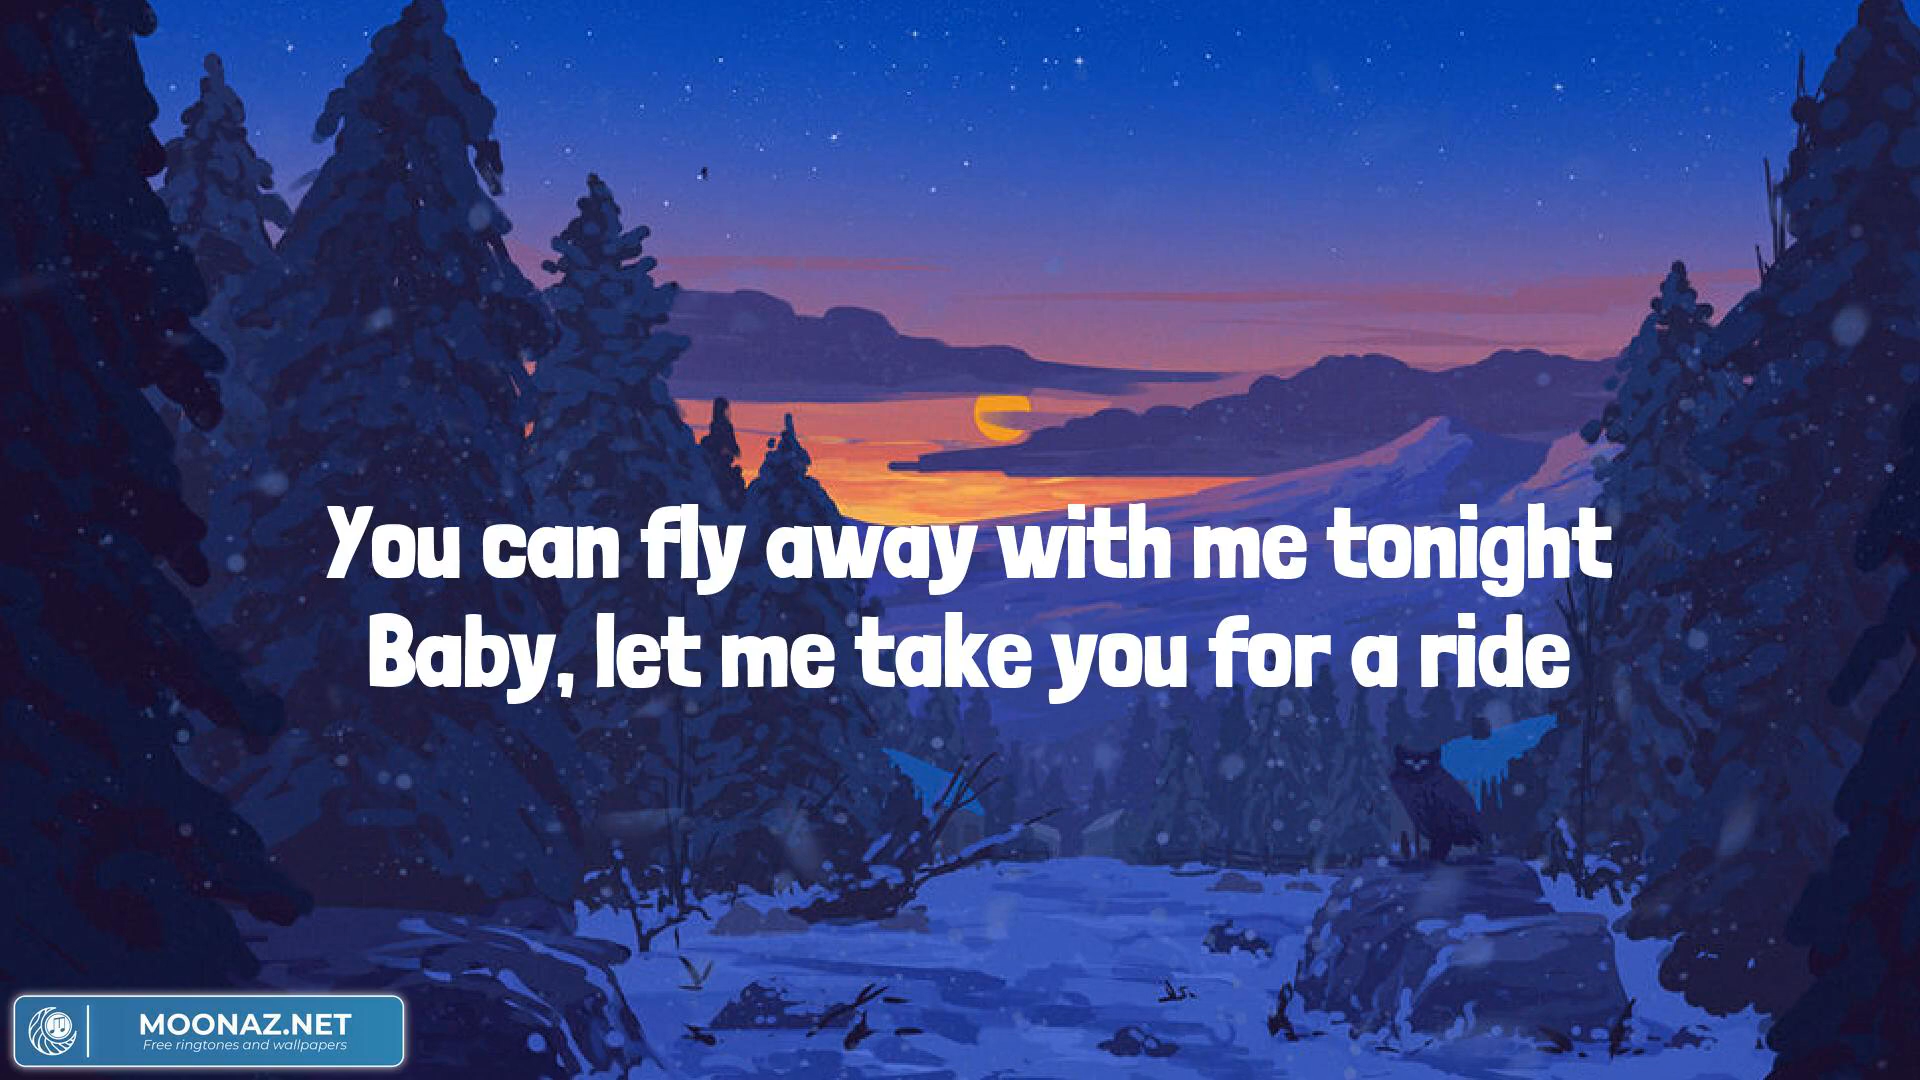 You can fly away with me tonight
Baby, let me take you for a ride
MOONAZ.NET
Free ringtones and wallpapers